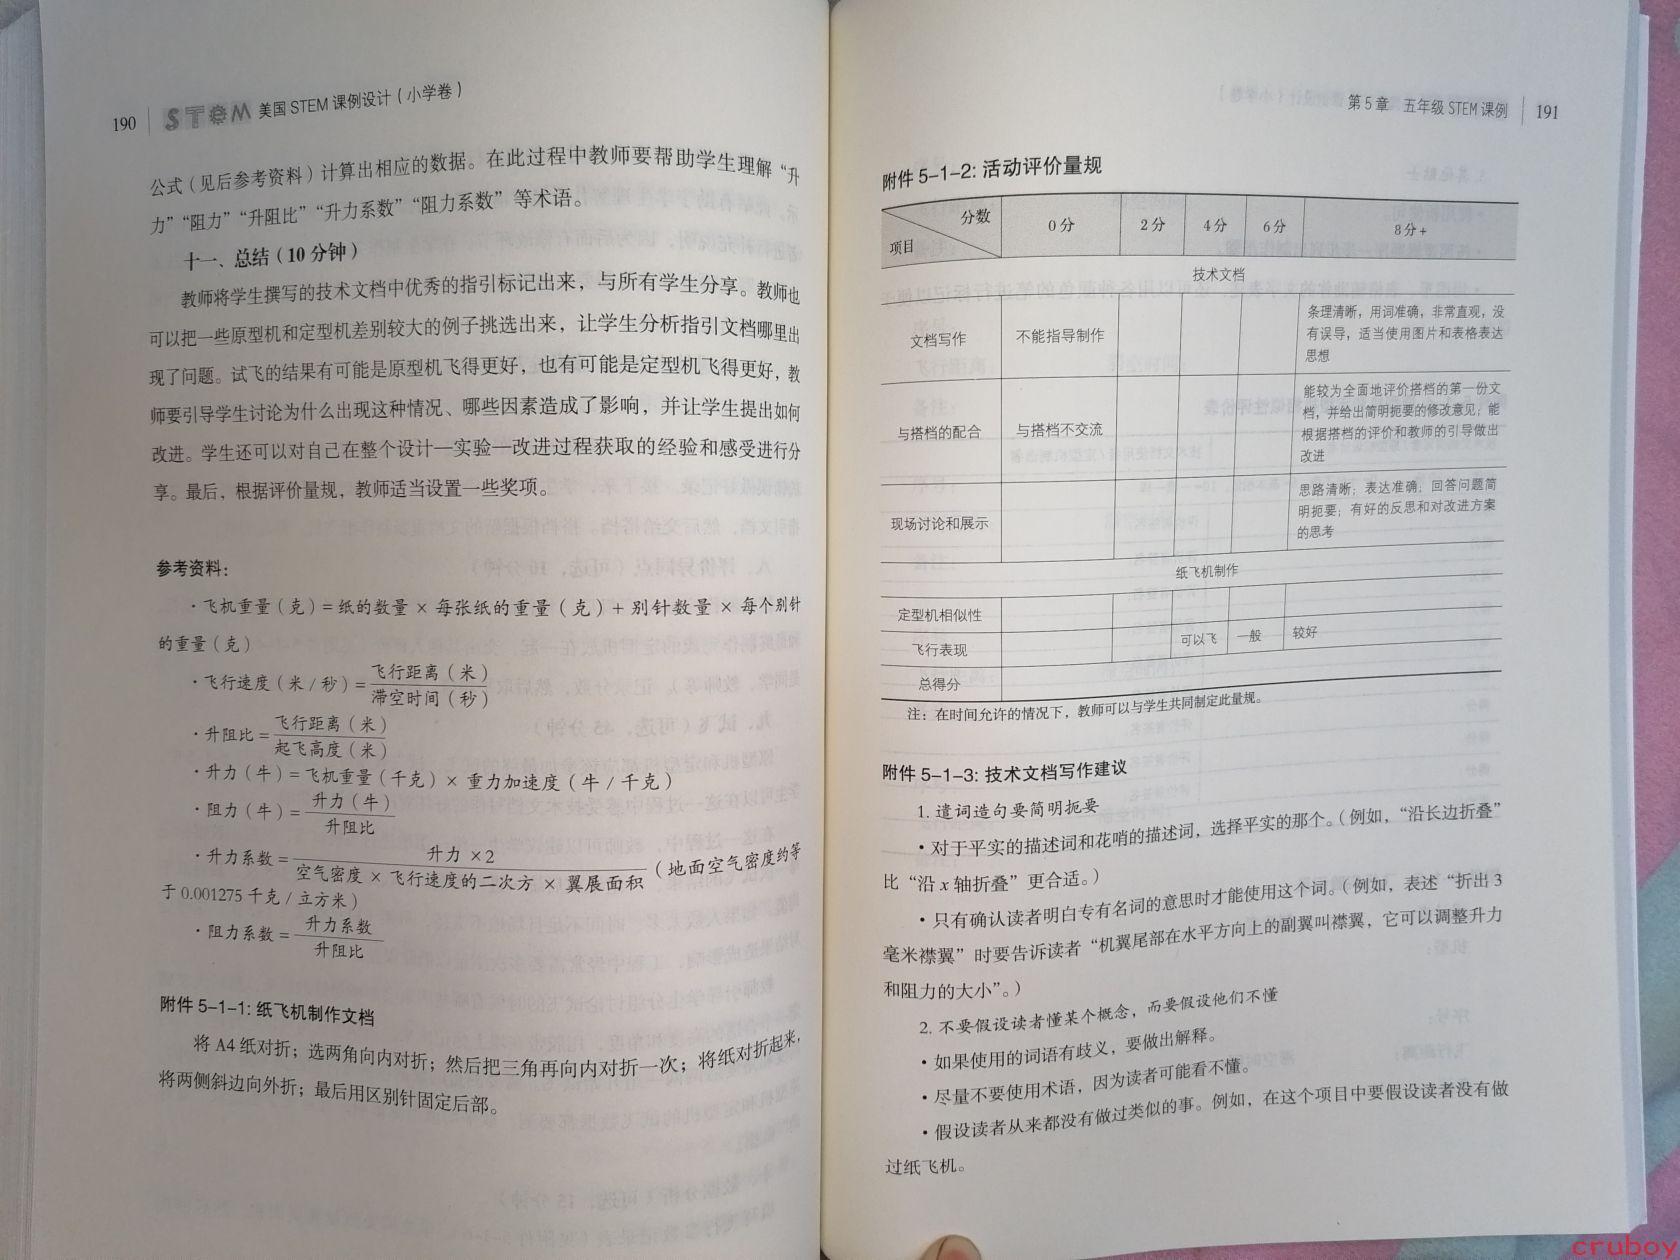 190 STEM 美国 STEM 课例设计（小学卷）
公式（见后参考资料）计算出相应的数据。在此过程中教师要帮助学生理解“升
力”“阻力”“升阻比”“升力系数”“阻力系数”等术语。
十一、总结（10 分钟）
教师将学生撰写的技术文档中优秀的指引标记出来，与所有学生分享。教师也
可以把一些原型机和定型机差别较大的例子挑选出来，让学生分析指引文档哪里出
现了问题。试飞的结果有可能是原型机飞得更好，也有可能是定型机飞得更好，教
师要引导学生讨论为什么出现这种情况、哪些因素造成了影响，并让学生提出如何
改进。学生还可以对自己在整个设计—实验—改进过程获取的经验和感受进行分
享。最后，根据评价量规，教师适当设置一些奖项。
参考资料：
·飞机重量（克）=纸的数量 × 每张纸的重量（克）+ 别针数量 × 每个别针
的重量（克）
·飞行速度（米 / 秒）= 飞行距离（米）
滞空时间（秒）
·升阻比 = 飞行距离（米）
起飞高度（米）
·升力（牛）= 飞机重量（千克）× 重力加速度（牛 / 千克）
·阻力（牛）= 升力（牛）
升阻比
·升力系数 = 升力 ×2
空气密度 × 飞行速度的二次方 × 翼展面积（地面空气密度约等
于 0.001275 千克 / 立方米）
·阻力系数 = 升力系数
升阻比
附件 5-1-1: 纸飞机制作文档
将 A4 纸对折；选两角向内对折；然后把三角再向内对折一次；将纸对折起来，
将两侧斜边向外折；最后用区别针固定后部。
第 5 章 五年级 STEM 课例 191
附件 5-1-2: 活动评价量规
分数 项目 0 分 2 分 4 分 6 分 8 分 +
技术文档
文档写作 不能指导制作 条理清晰，用词准确，非常直观，没
有误导，适当使用图片和表格表达
思想
与搭档的配合 与搭档不交流 能较为全面地评价搭档的第一份文
档，并给出简明扼要的修改意见；能
根据搭档的评价和教师的引导做出
改进
现场讨论和展示 思路清晰；表达准确；回答问题简
明扼要；有好的反思和对改进方案
的思考
纸飞机制作
定型机相似性
飞行表现 可以飞 一般 较好
总得分
注：在时间允许的情况下，教师可以与学生共同制定此量规。
附件 5-1-3: 技术文档写作建议
1. 遣词造句要简明扼要
·对于平实的描述词和花哨的描述词，选择平实的那个。（例如，“沿长边折叠”
比“沿 x 轴折叠”更合适。）
·只有确认读者明白专有名词的意思时才能使用这个词。（例如，表述“折出 3
毫米襟翼”时要告诉读者“机翼尾部在水平方向上的副翼叫襟翼，它可以调整升力
和阻力的大小”。）
2. 不要假设读者懂某个概念，而要假设他们不懂
·如果使用的词语有歧义，要做出解释。
·尽量不要使用术语，因为读者可能看不懂。
·假设读者从来都没有做过类似的事。例如，在这个项目中要假设读者没有做
过纸飞机。
cruboy